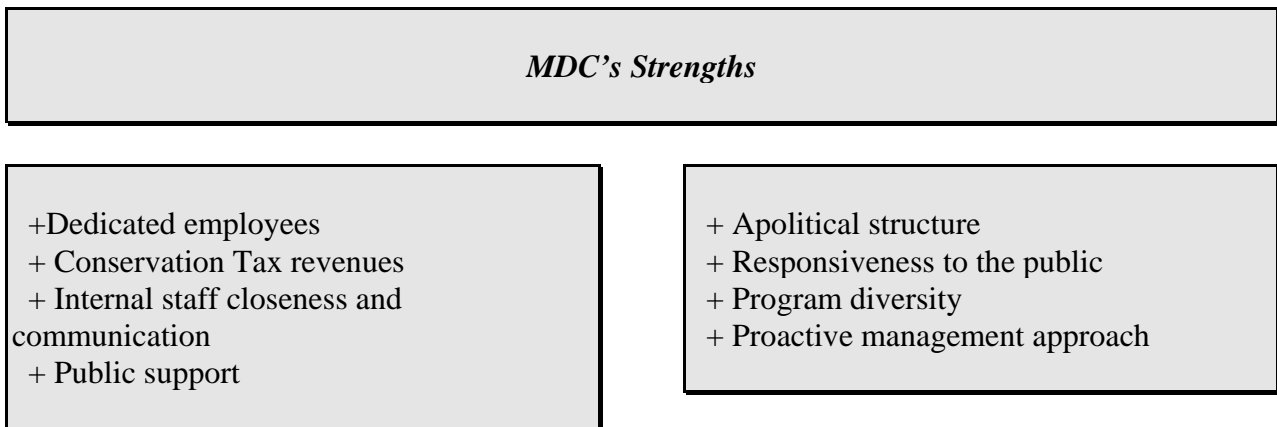 MDC's Strengths
+Dedicated employees
+ Conservation Tax revenues
+ Internal staff closeness and
communication
+ Public support
+ Apolitical structure
+ Responsiveness to the public
+ Program diversity
+ Proactive management approach